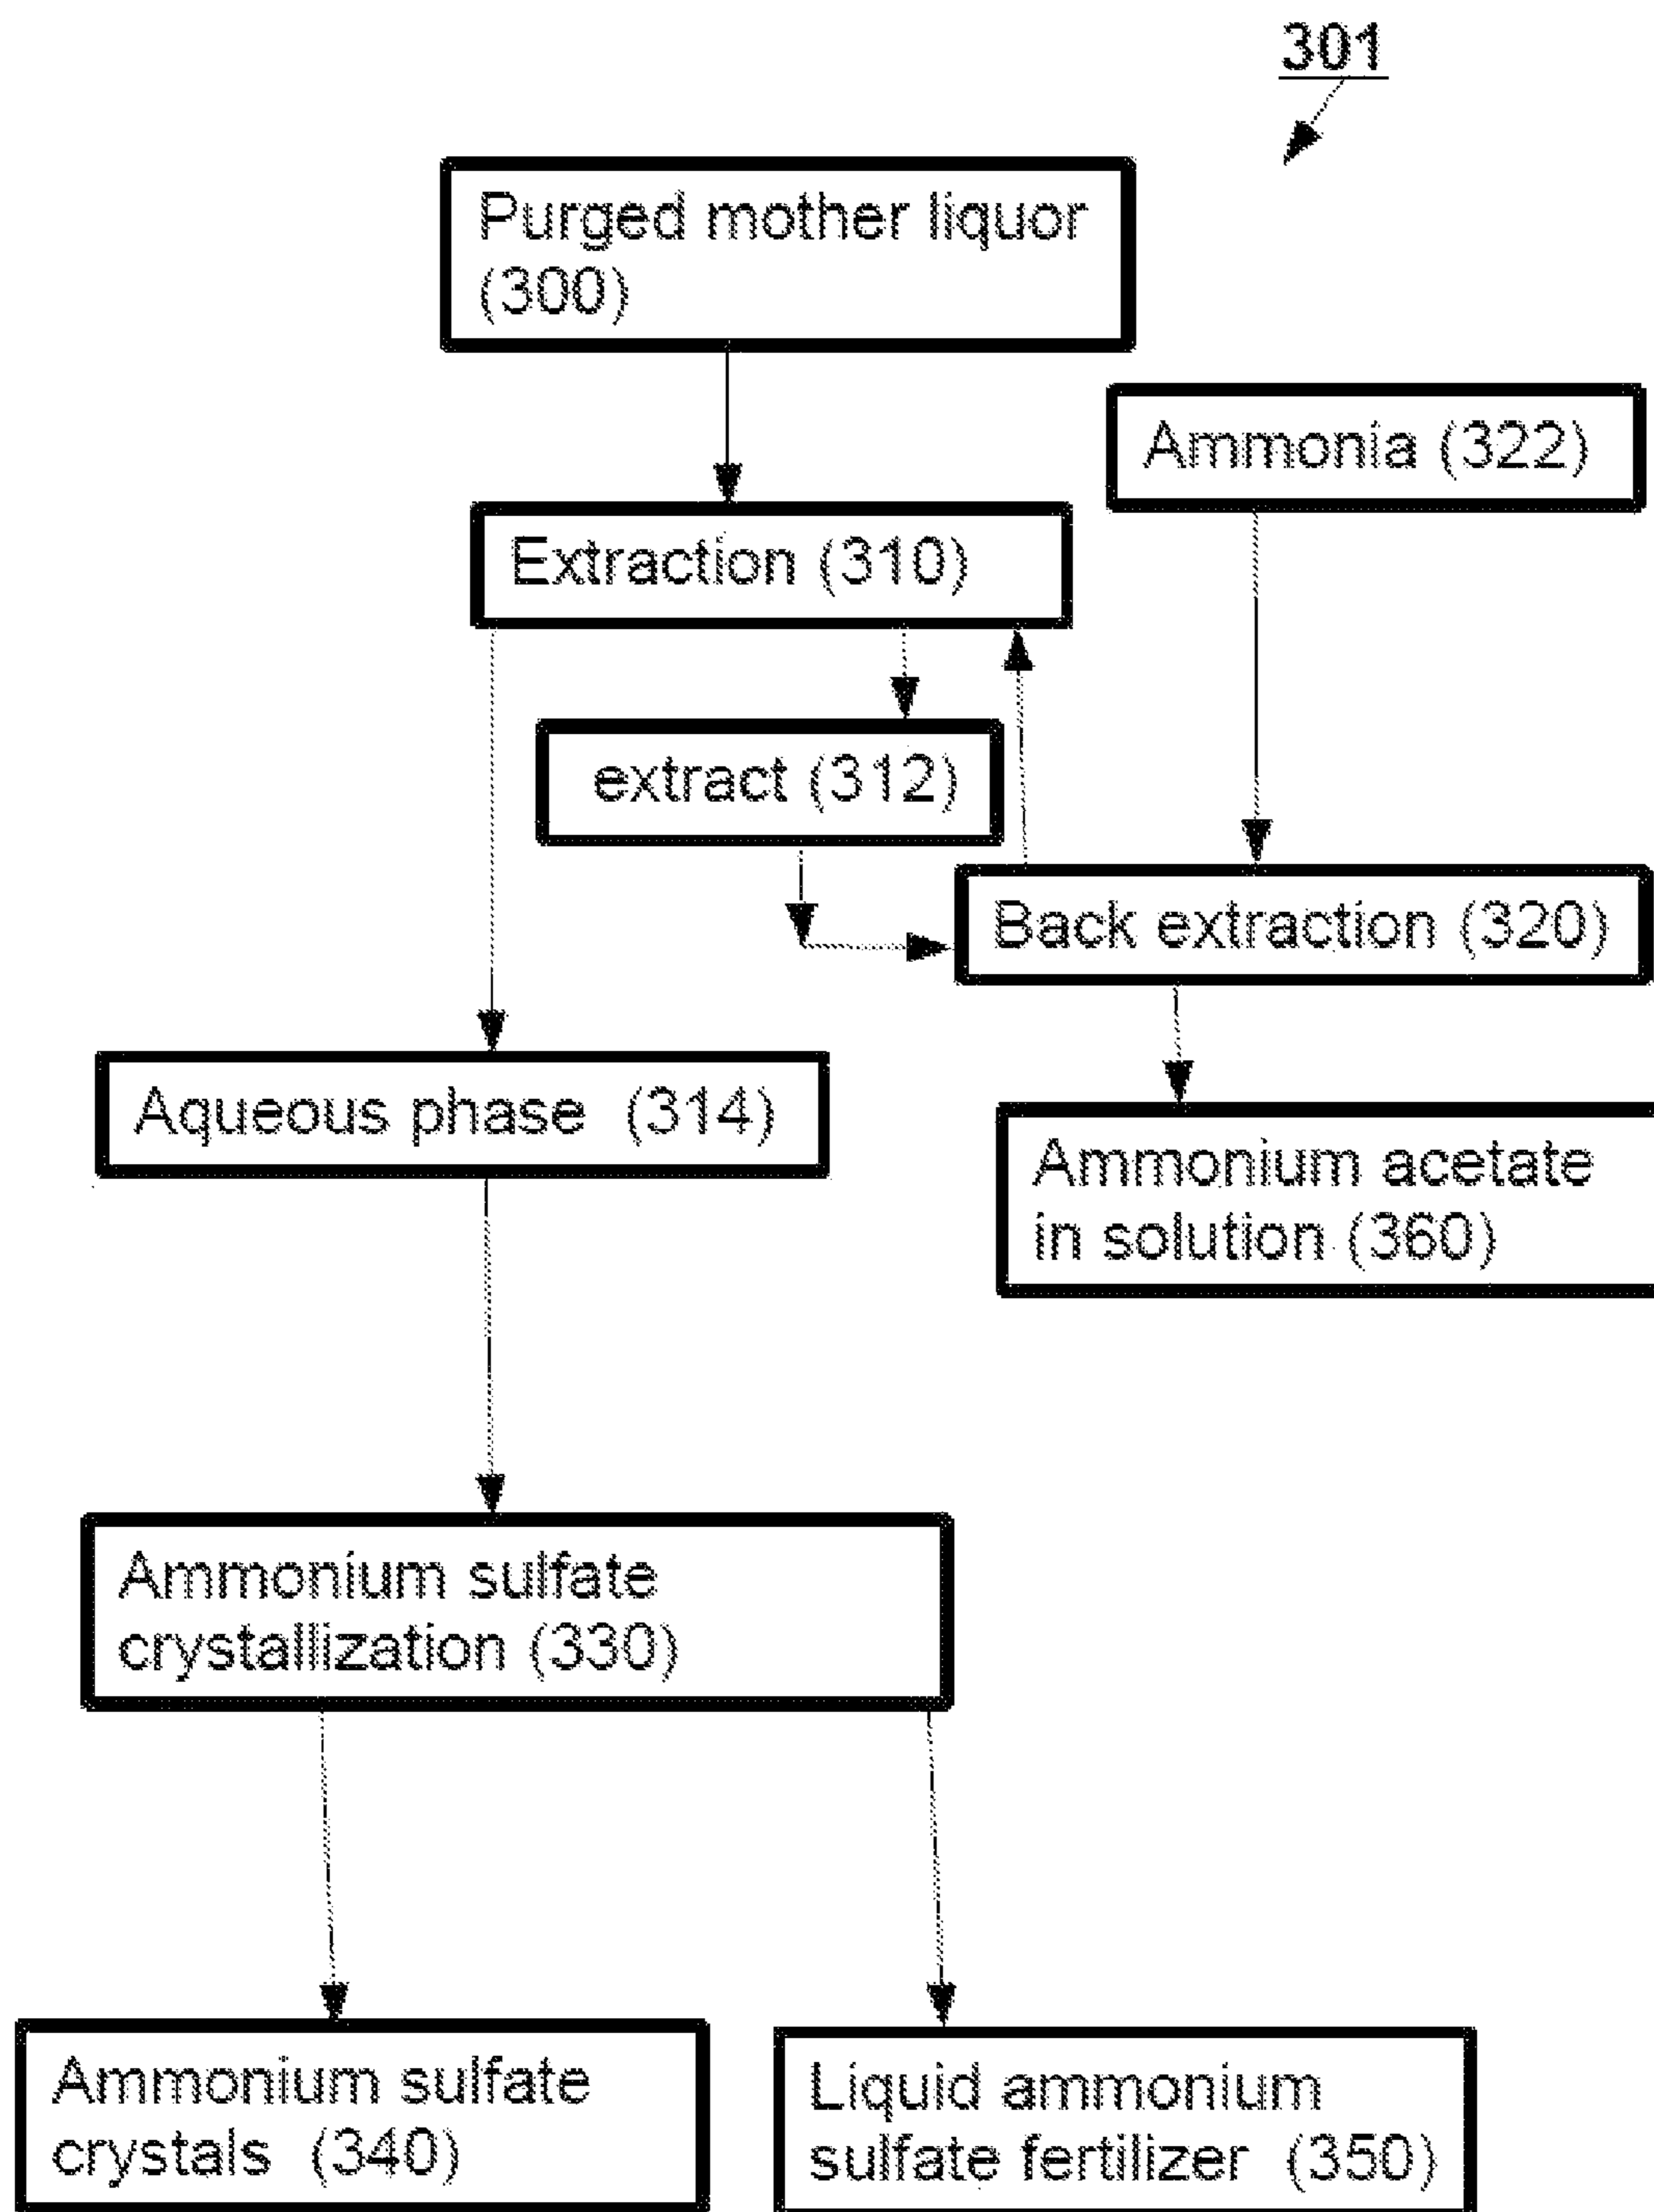 301
Purged mother liquor
(300)
Ammonia (322)
Extraction (310)
extract (312)
Back extraction (320)
Aqueous phase (314)
Ammonium acetate
in solution (360)
Ammonium sulfate
crystallization (330)
Ammonium sulfate
crystals (340)
Liquid ammonium
sulfate fertilizer (350)